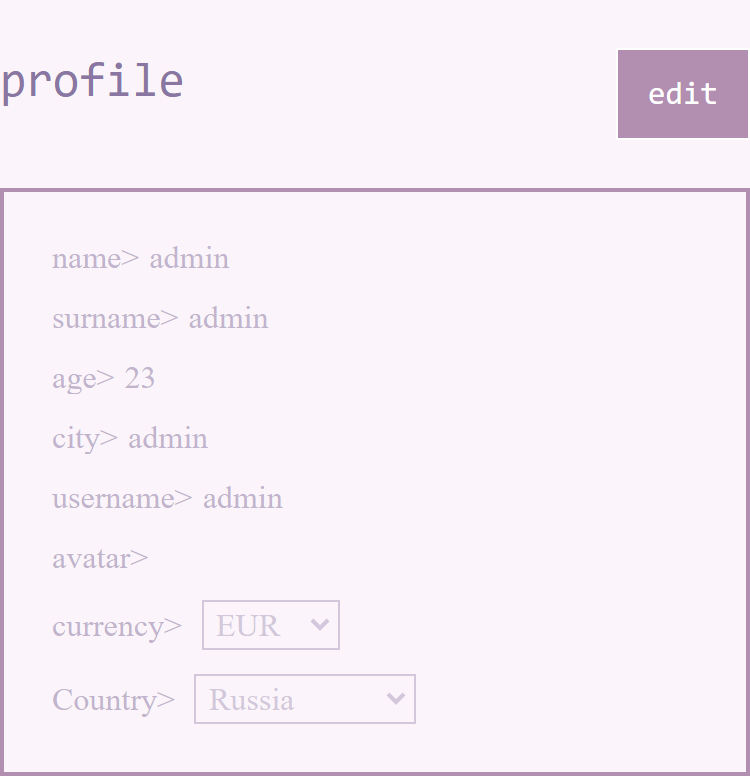 profile
edit
name> admin
surname> admin
age> 23
city> admin
username> admin
avatar>
currency> EUR
Country> Russia